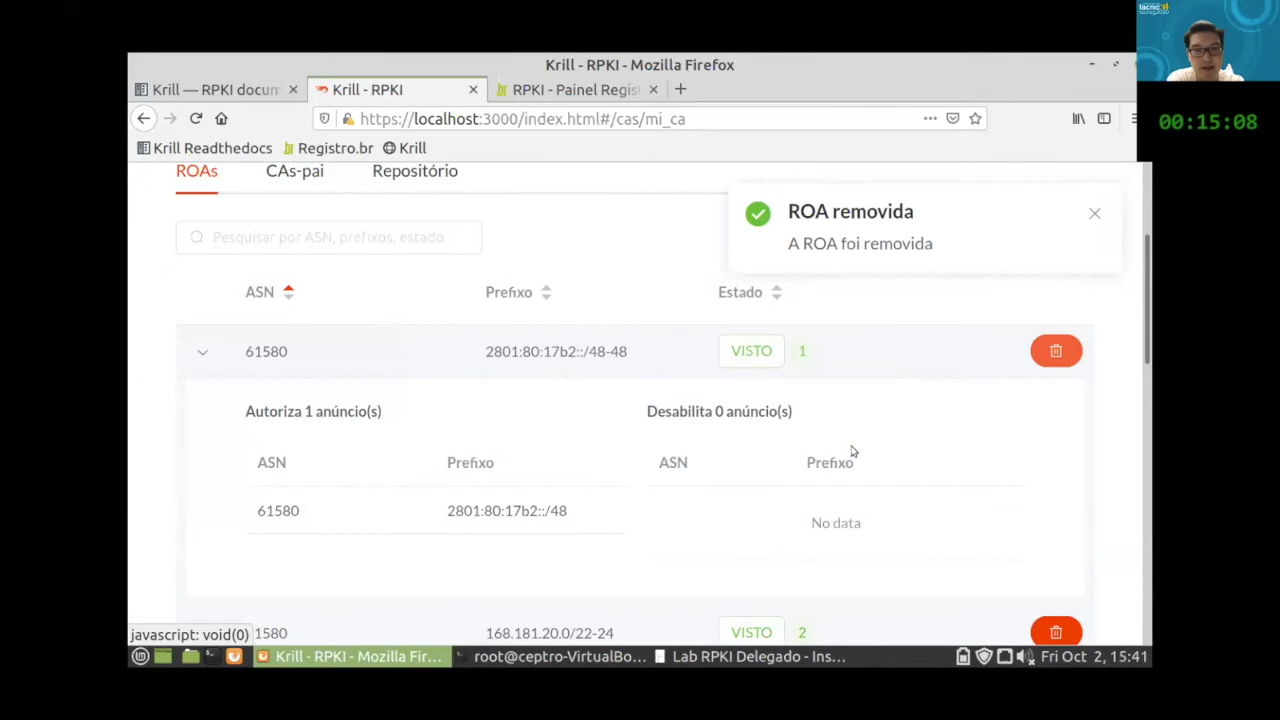 lacnic
Krill - RPKI - Mozilla Firefox
Krill — RPKI docum
Krill - RPKI
RPKI - Painel Regist
00:15:08
https://localhost:3000/index.html#/cas/mi_ca
Krill Readthedocs
Registro.br
Krill
ROAs
CAs-pai
Repositório
ROA removida
A ROA foi removida
Pesquisar por ASN, prefixos, estado
ASN
Prefixo
Estado
61580
2801:80:17b2::/48-48
VISTO
1
Autoriza 1 anúncio(s)
Desabilita 0 anúncio(s)
ASN
Prefixo
ASN
Prefixo
61580
2801:80:17b2::/48
No data
javascript: void(0)
1580
168.181.20.0/22-24
VISTO
2
Krill - RPKI - Mozilla Fir...
root@ceptro-VirtualBo...
Lab RPKI Delegado - Ins...
Fri Oct 2, 15:41